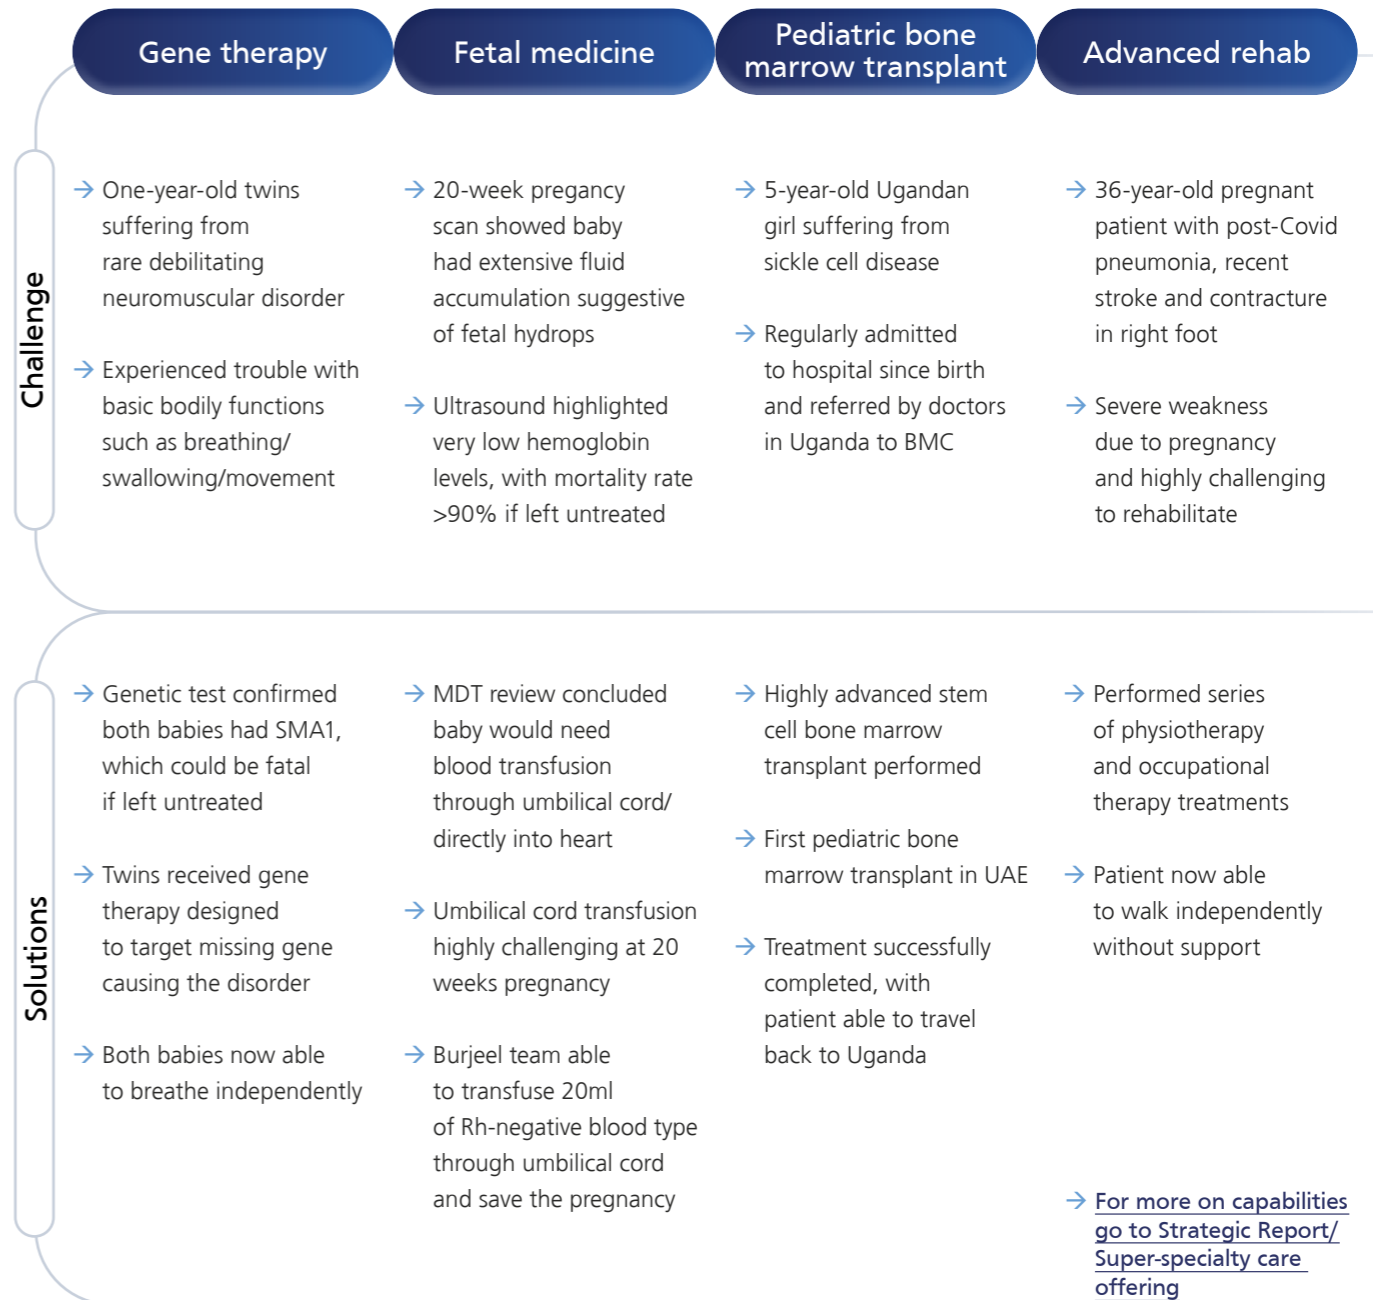 Gene therapy
Fetal medicine
Pediatric bone
marrow transplant
Advanced rehab
Challenge
→ One-year-old twins
suffering from
rare debilitating
neuromuscular disorder
→ Experienced trouble with
basic bodily functions
such as breathing/
swallowing/movement
→ 20-week pregancy
scan showed baby
had extensive fluid
accumulation suggestive
of fetal hydrops
→ Ultrasound highlighted
very low hemoglobin
levels, with mortality rate
>90% if left untreated
→ 5-year-old Ugandan
girl suffering from
sickle cell disease
→ Regularly admitted
to hospital since birth
and referred by doctors
in Uganda to BMC
→ 36-year-old pregnant
patient with post-Covid
pneumonia, recent
stroke and contracture
in right foot
→ Severe weakness
due to pregnancy
and highly challenging
to rehabilitate
Solutions
→ Genetic test confirmed
both babies had SMA1,
which could be fatal
if left untreated
→ Twins received gene
therapy designed
to target missing gene
causing the disorder
→ Both babies now able
to breathe independently
→ MDT review concluded
baby would need
blood transfusion
through umbilical cord/
directly into heart
→ Umbilical cord transfusion
highly challenging at 20
weeks pregnancy
→ Burjeel team able
to transfuse 20ml
of Rh-negative blood type
through umbilical cord
and save the pregnancy
→ Highly advanced stem
cell bone marrow
transplant performed
→ First pediatric bone
marrow transplant in UAE
→ Treatment successfully
completed, with
patient able to travel
back to Uganda
→ Performed series
of physiotherapy
and occupational
therapy treatments
→ Patient now able
to walk independently
without support
→ For more on capabilities
go to Strategic Report/
Super-specialty care
offering